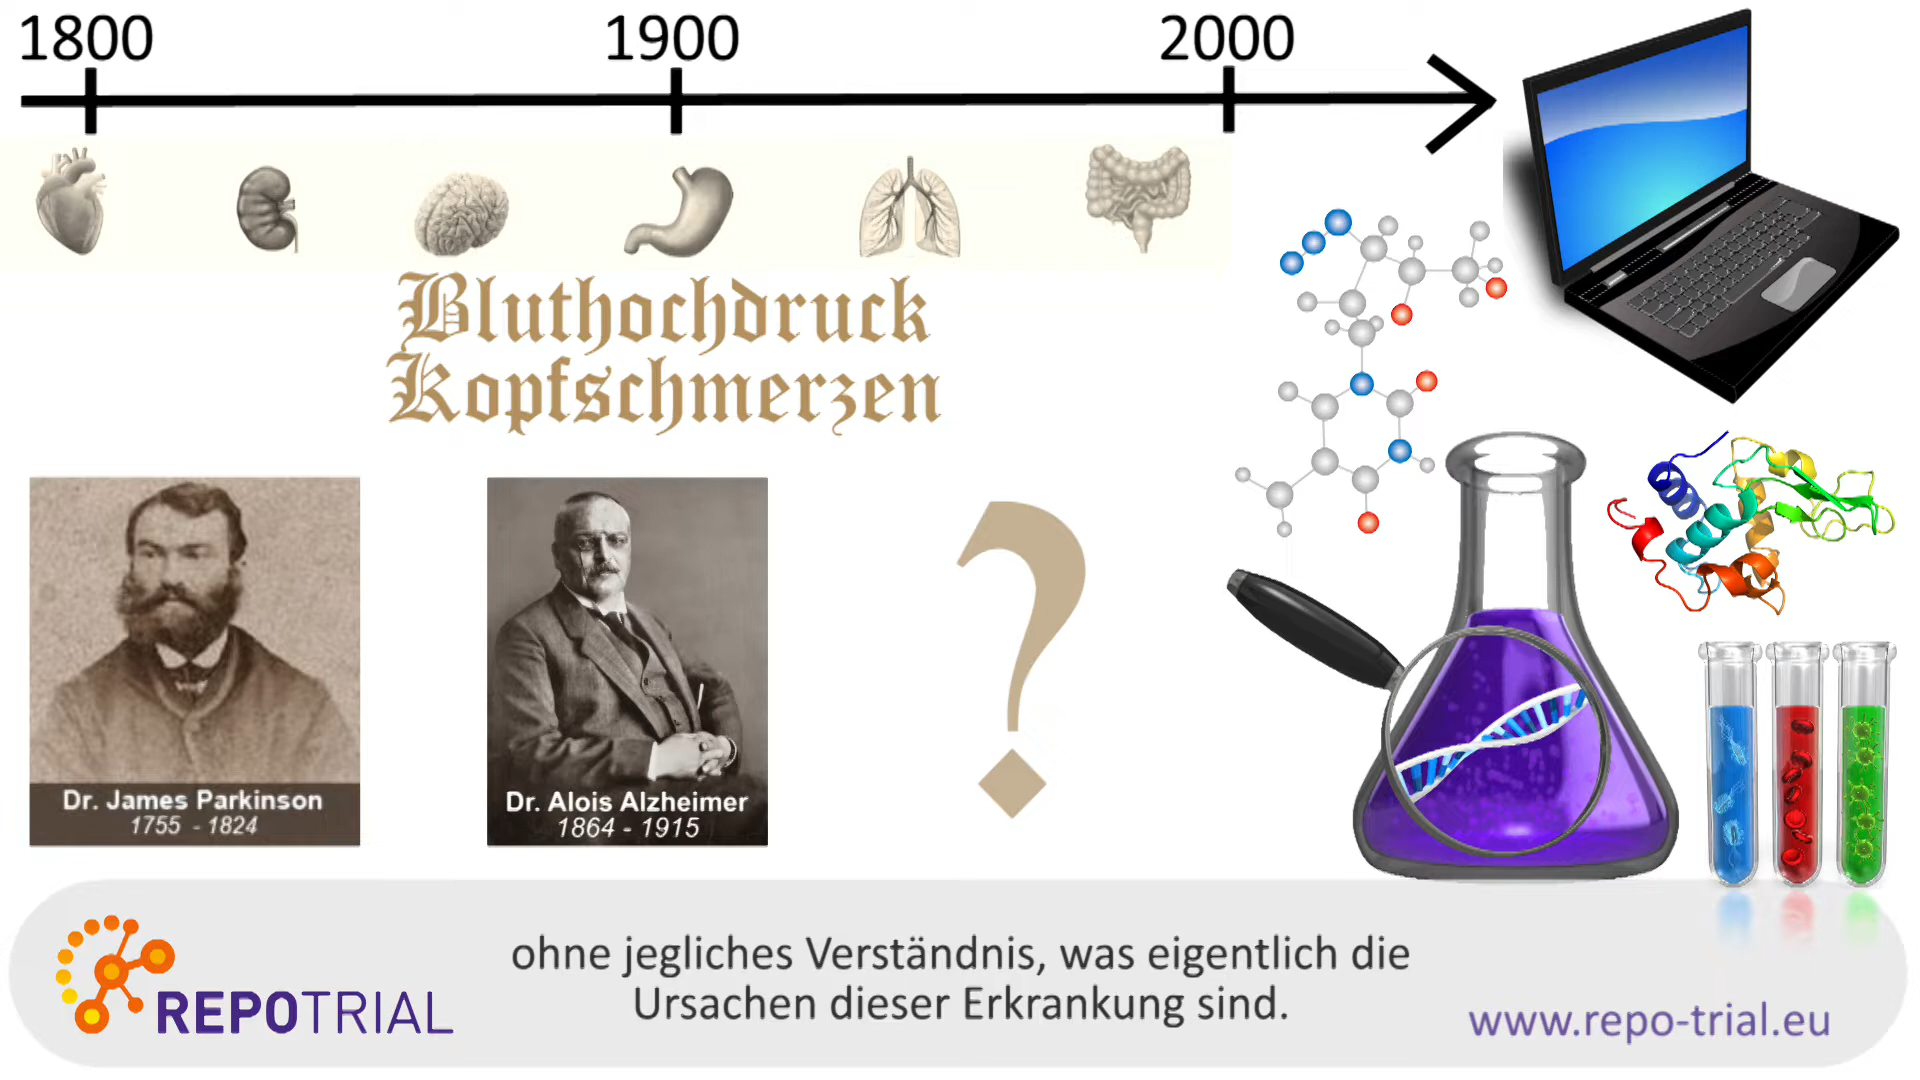 1800 1900 2000
Bluthochdruck
Kopfschmerzen
Dr. James Parkinson
1755 - 1824
Dr. Alois Alzheimer
1864 - 1915
?
REPOTRIAL
ohne jegliches Verständnis, was eigentlich die
Ursachen dieser Erkrankung sind.
www.repo-trial.eu